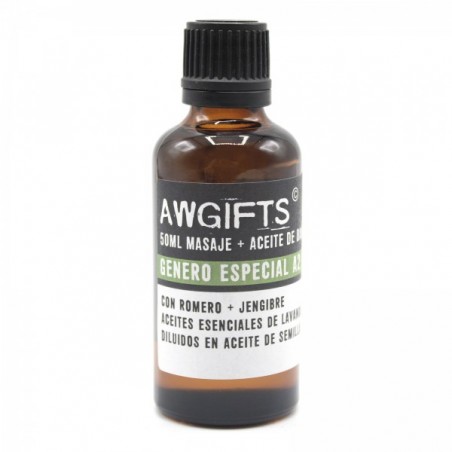 AWGIFTS ©
50ML MASAJE + ACEITE DE
GENERO ESPECIAL
CON ROMERO + JENGIBRE
ACEITES ESENCIALES DE
DILUIDOS EN ACEITE DE